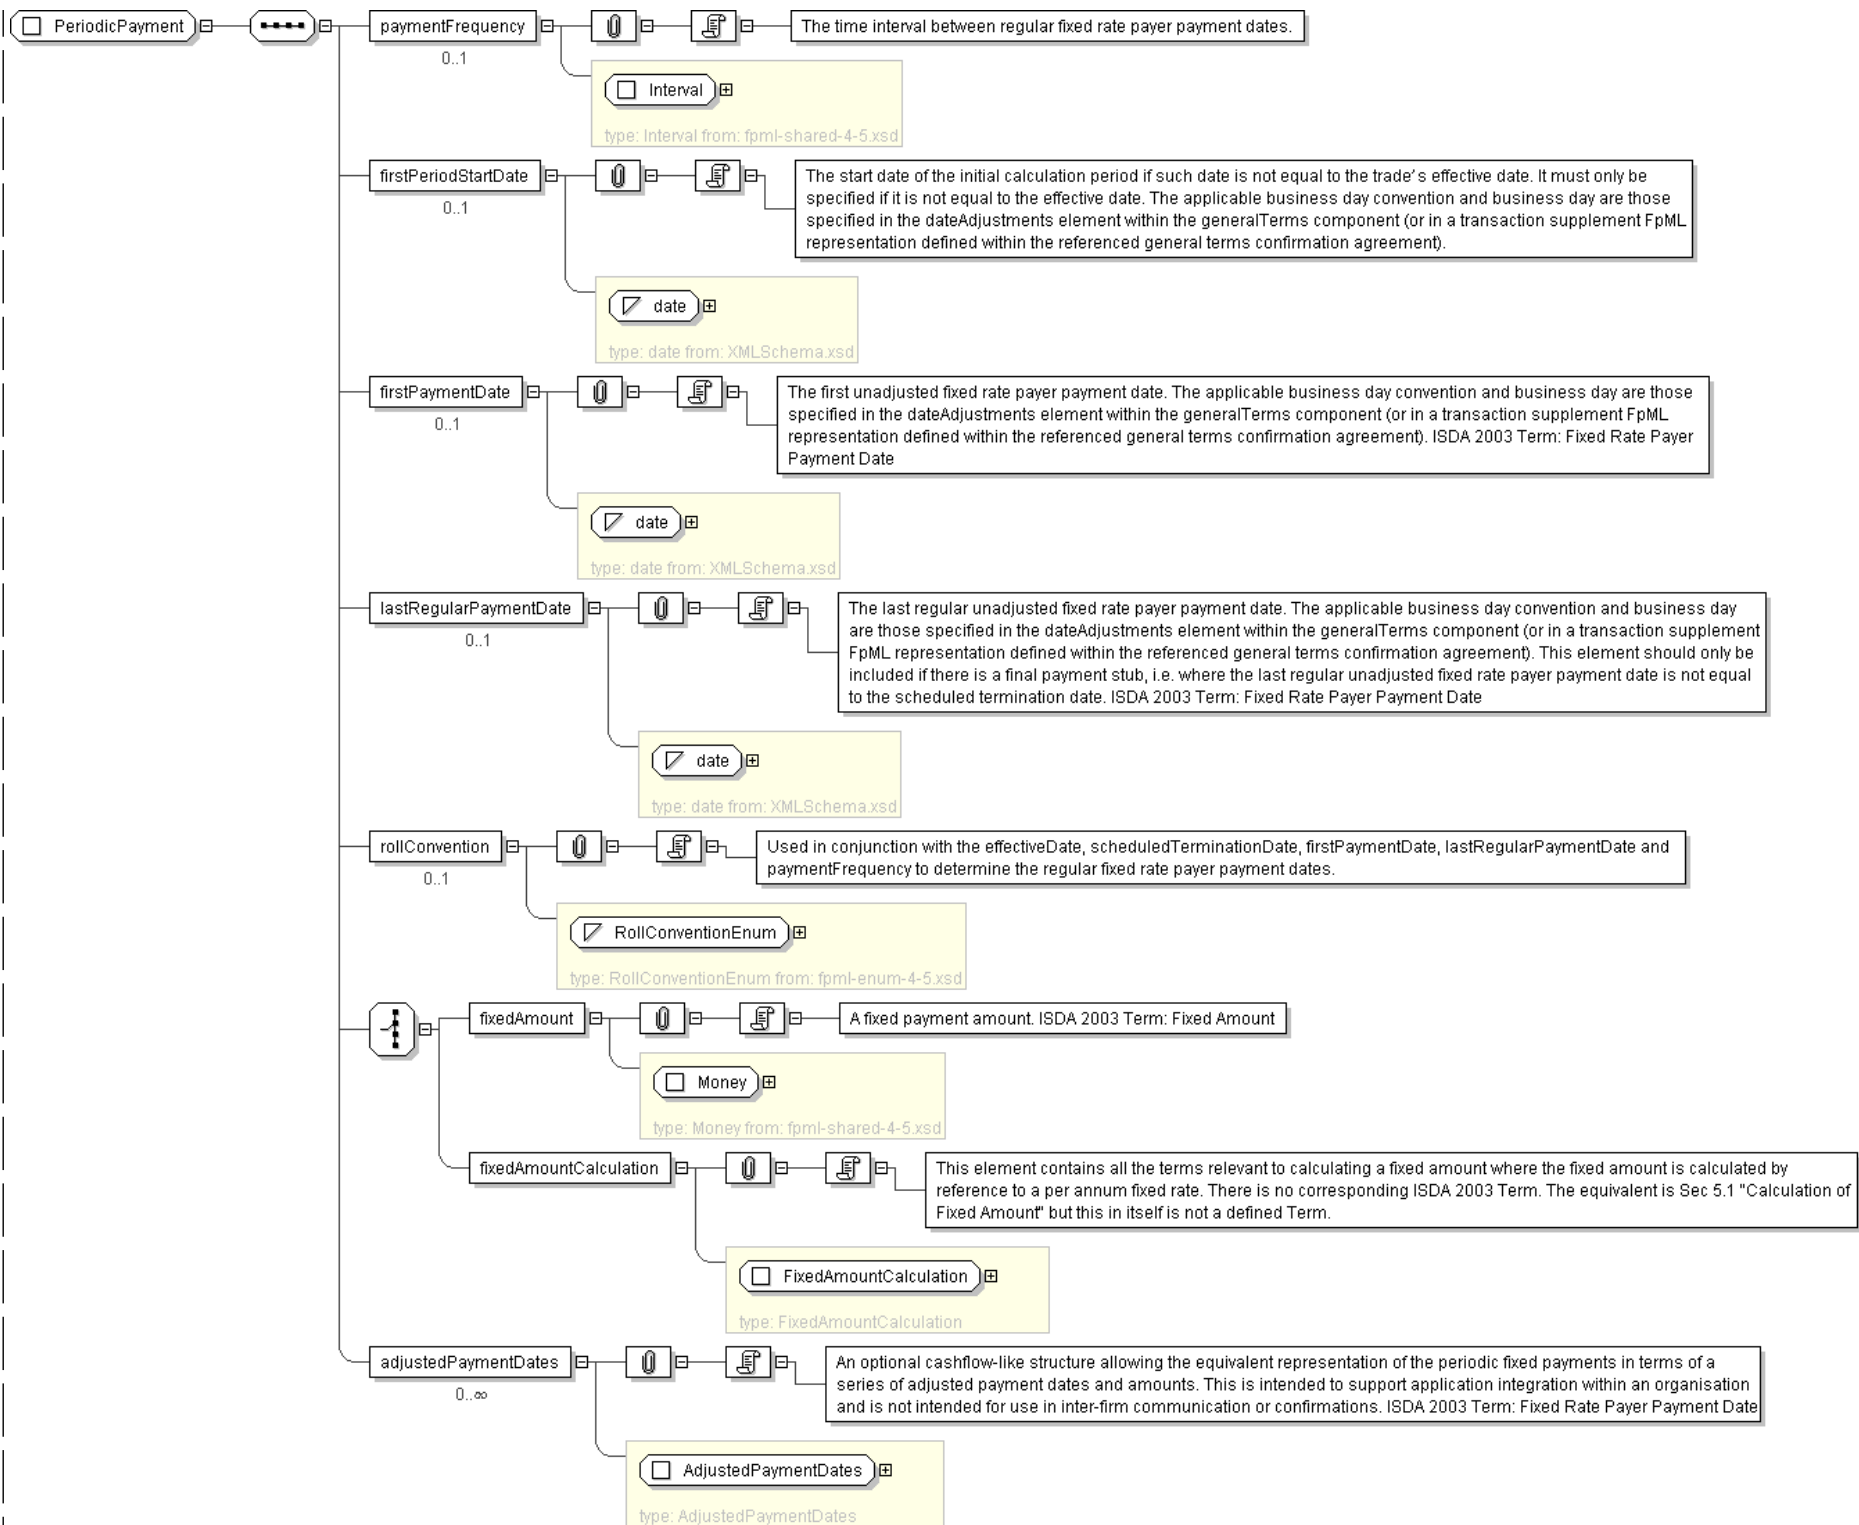 PeriodicPayment
paymentFrequency
The time interval between regular fixed rate payer payment dates.
0..1
Interval
type: Interval from: fpml-shared-4-5.xsd
firstPeriodStartDate
The start date of the initial calculation period if such date is not equal to the trade's effective date. It must only be
specified if it is not equal to the effective date. The applicable business day convention and business day are those
specified in the dateAdjustments element within the generalTerms component (or in a transaction supplement FpML
representation defined within the referenced general terms confirmation agreement).
0..1
date
type: date from: XMLSchema.xsd
firstPaymentDate
The first unadjusted fixed rate payer payment date. The applicable business day convention and business day are those
specified in the dateAdjustments element within the generalTerms component (or in a transaction supplement FpML
representation defined within the referenced general terms confirmation agreement). ISDA 2003 Term: Fixed Rate Payer
Payment Date
0..1
date
type: date from: XMLSchema.xsd
lastRegularPaymentDate
The last regular unadjusted fixed rate payer payment date. The applicable business day convention and business day
are those specified in the dateAdjustments element within the generalTerms component (or in a transaction supplement
FpML representation defined within the referenced general terms confirmation agreement). This element should only be
included if there is a final payment stub, i.e. where the last regular unadjusted fixed rate payer payment date is not equal
to the scheduled termination date. ISDA 2003 Term: Fixed Rate Payer Payment Date
0..1
date
type: date from: XMLSchema.xsd
rollConvention
Used in conjunction with the effectiveDate, scheduledTerminationDate, firstPaymentDate, lastRegularPaymentDate and
paymentFrequency to determine the regular fixed rate payer payment dates.
0..1
RollConventionEnum
type: RollConventionEnum from: fpml-enum-4-5.xsd
fixedAmount
A fixed payment amount. ISDA 2003 Term: Fixed Amount
Money
type: Money from: fpml-shared-4-5.xsd
fixedAmountCalculation
This element contains all the terms relevant to calculating a fixed amount where the fixed amount is calculated by
reference to a per annum fixed rate. There is no corresponding ISDA 2003 Term. The equivalent is Sec 5.1 "Calculation of
Fixed Amount" but this in itself is not a defined Term.
FixedAmountCalculation
type: FixedAmountCalculation
adjustedPaymentDates
An optional cashflow-like structure allowing the equivalent representation of the periodic fixed payments in terms of a
series of adjusted payment dates and amounts. This is intended to support application integration within an organisation
and is not intended for use in inter-firm communication or confirmations. ISDA 2003 Term: Fixed Rate Payer Payment Date
0..∞
AdjustedPaymentDates
type: AdjustedPaymentDates